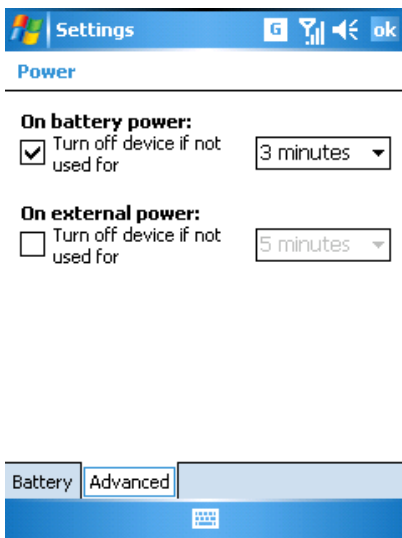 Settings G ok
Power
On battery power:
Turn off device if not
used for
3 minutes
On external power:
Turn off device if not
used for
5 minutes
Battery Advanced